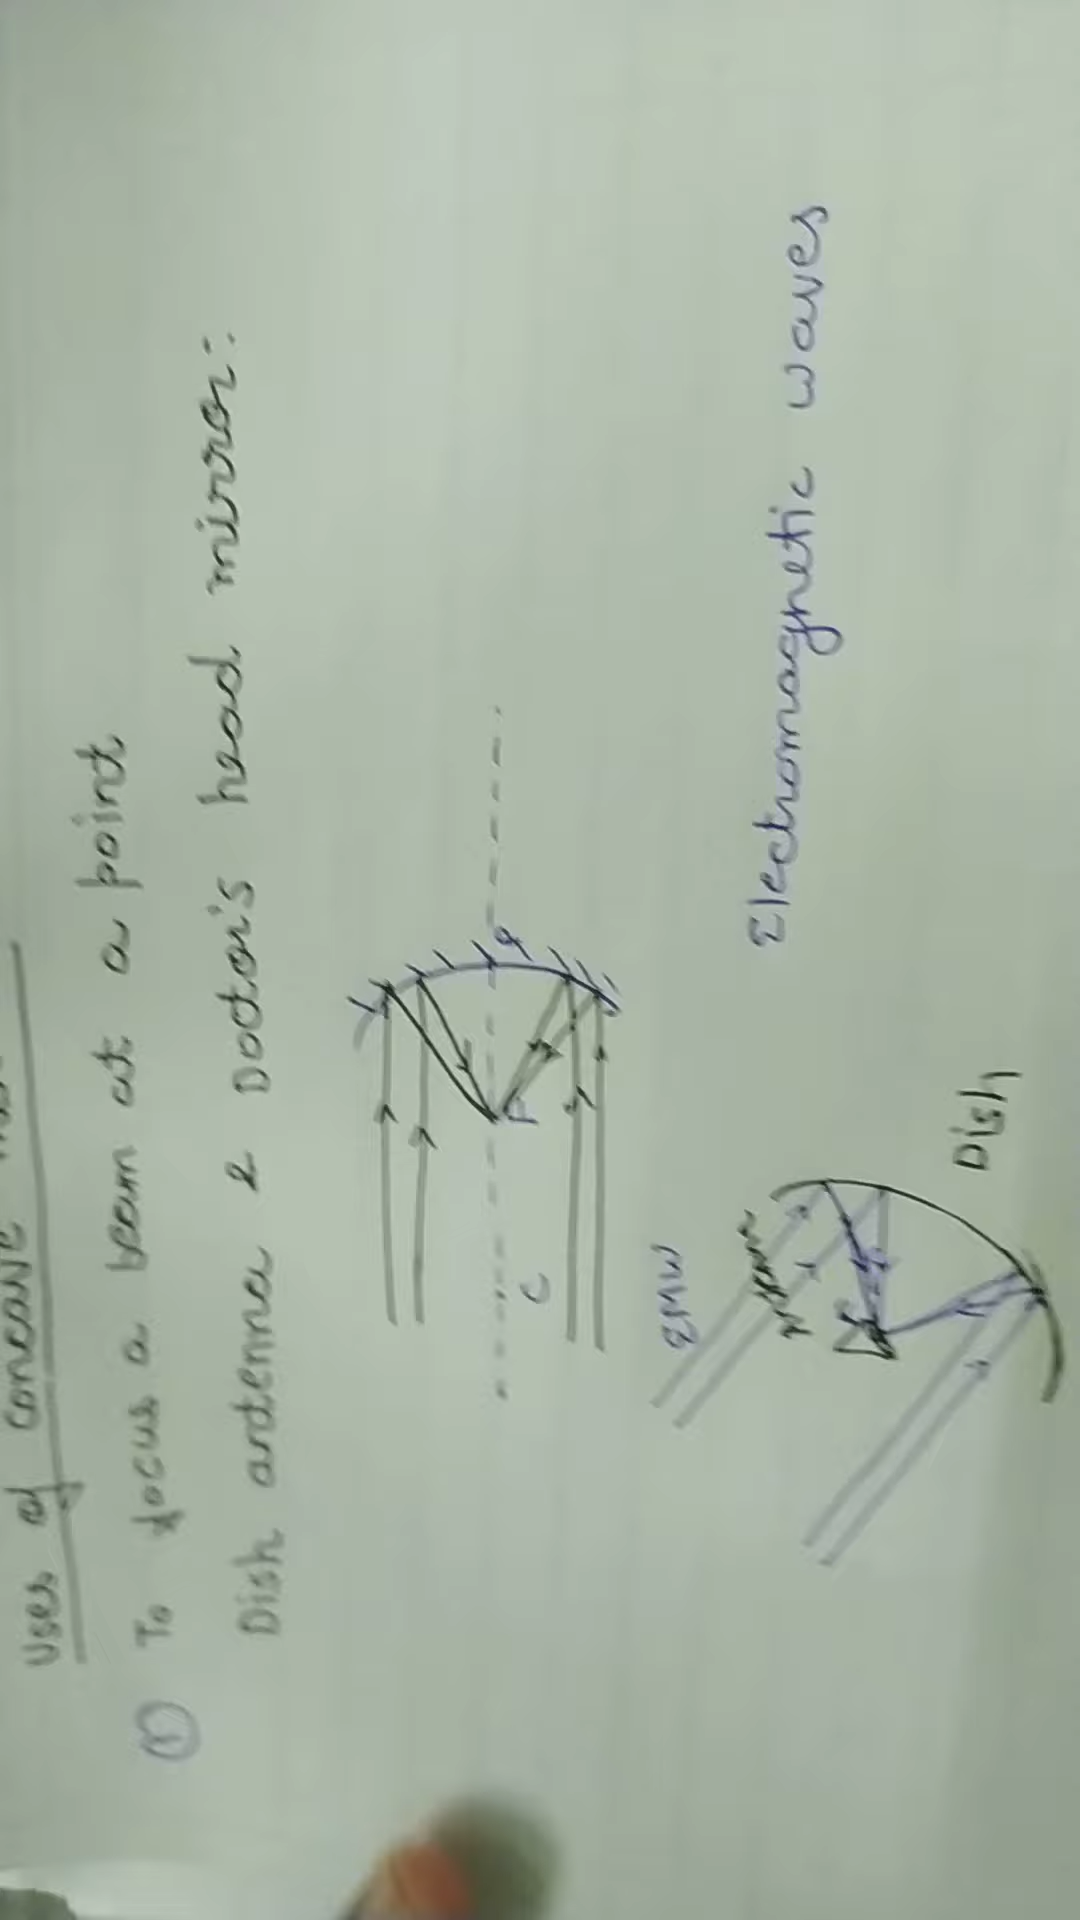 Uses of concave
(1) To focus a beam at a point
Dish antenna & Doctor's head mirror:
P
F
C
Electromagnetic waves
EMW
Dish